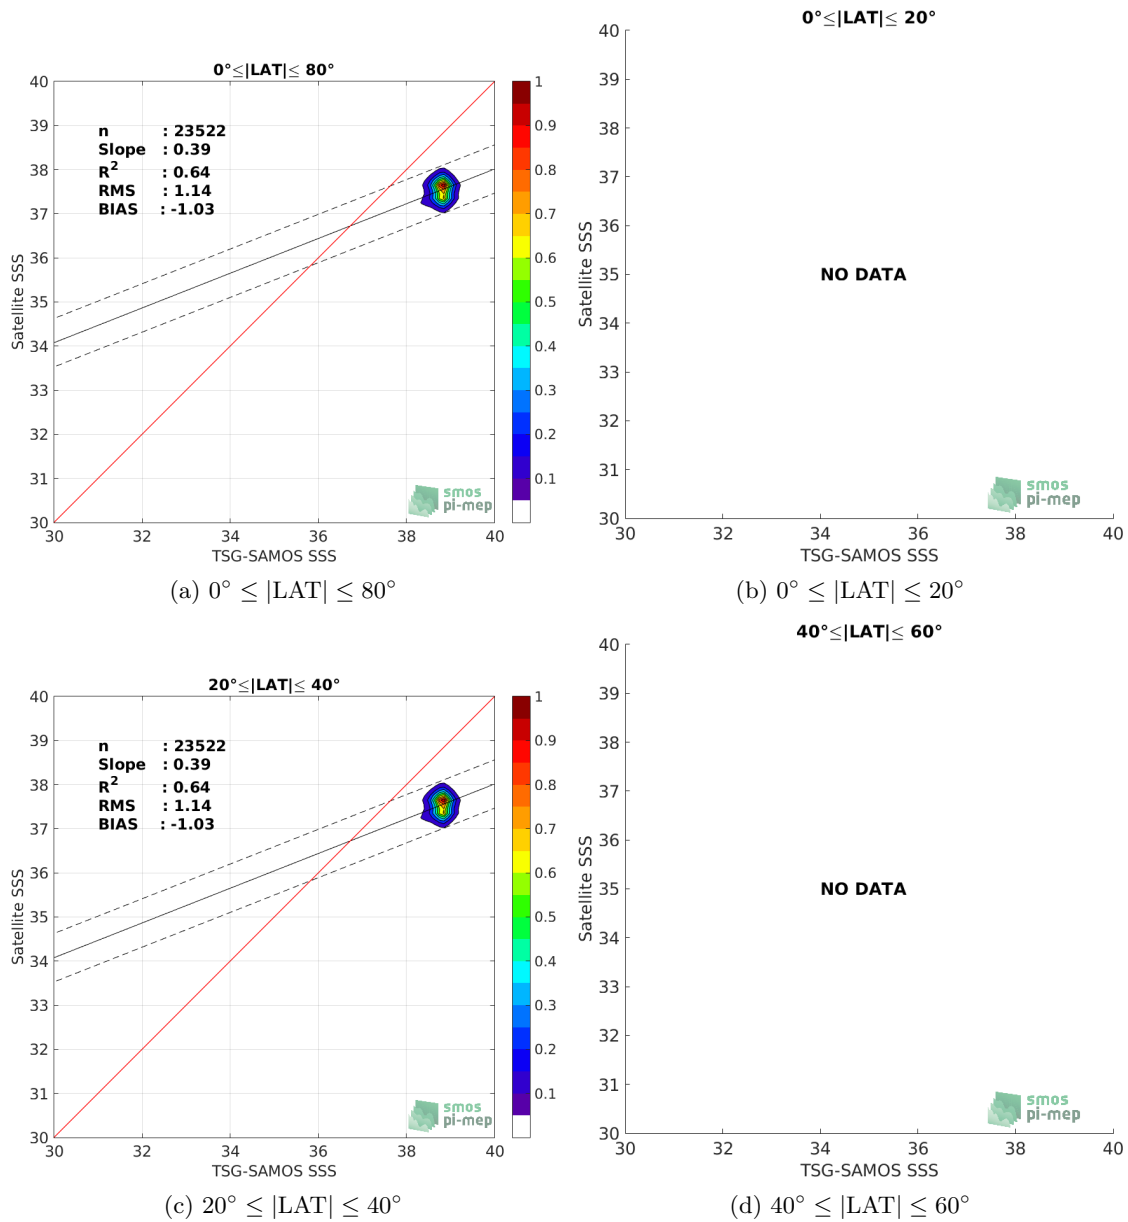 0°≤|LAT|≤ 80°
n : 23522
Slope : 0.39
R² : 0.64
RMS : 1.14
BIAS : -1.03
40
39
38
37
36
35
34
33
32
31
30
Satellite SSS
30 32 34 36 38 40
TSG-SAMOS SSS
1
0.9
0.8
0.7
0.6
0.5
0.4
0.3
0.2
0.1
smos
pi-mep
(a) 0° ≤ |LAT| ≤ 80°
0°≤|LAT|≤ 20°
40
39
38
37
36
35
34
33
32
31
30
Satellite SSS
NO DATA
smos
pi-mep
30 32 34 36 38 40
TSG-SAMOS SSS
(b) 0° ≤ |LAT| ≤ 20°
20°≤|LAT|≤ 40°
n : 23522
Slope : 0.39
R² : 0.64
RMS : 1.14
BIAS : -1.03
40
39
38
37
36
35
34
33
32
31
30
Satellite SSS
30 32 34 36 38 40
TSG-SAMOS SSS
1
0.9
0.8
0.7
0.6
0.5
0.4
0.3
0.2
0.1
smos
pi-mep
(c) 20° ≤ |LAT| ≤ 40°
40°≤|LAT|≤ 60°
40
39
38
37
36
35
34
33
32
31
30
Satellite SSS
NO DATA
smos
pi-mep
30 32 34 36 38 40
TSG-SAMOS SSS
(d) 40° ≤ |LAT| ≤ 60°